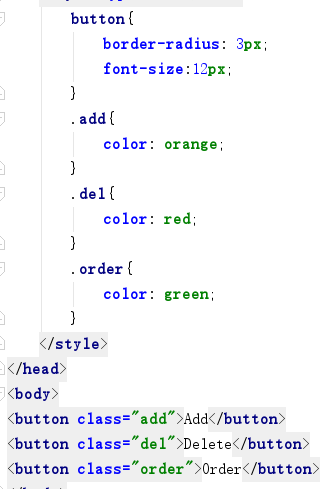 button{
border-radius: 3px;
font-size:12px;
}
.add{
color: orange;
}
.del{
color: red;
}
.order{
color: green;
}
</style>
</head>
<body>
<button class="add">Add</button>
<button class="del">Delete</button>
<button class="order">Order</button>